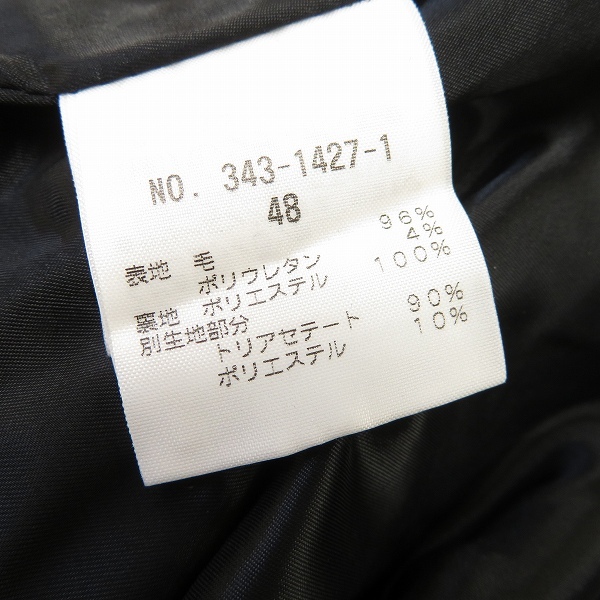 NO. 343-1427-1
48
表地 毛 96%
ポリウレタン 4%
裏地 ポリエステル 100%
別生地部分
トリアセテート 90%
ポリエステル 10%